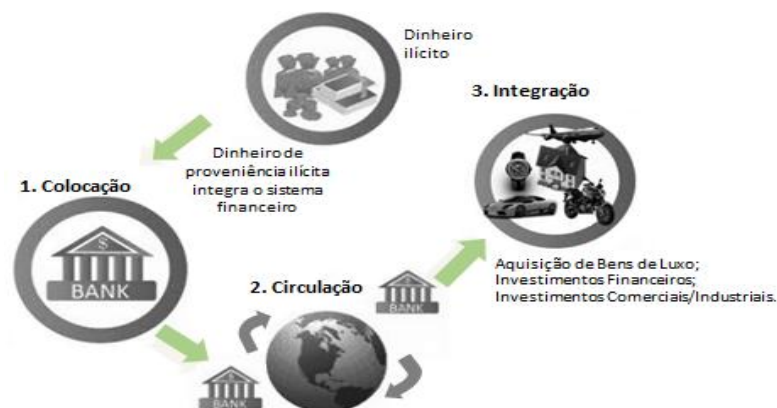 Dinheiro
ilícito
3. Integração
Dinheiro de
proveniência ilícita
integra o sistema
financeiro
1. Colocação
$
BANK
2. Circulação
BANK
BANK
Aquisição de Bens de Luxo;
Investimentos Financeiros;
Investimentos Comerciais/Industriais.